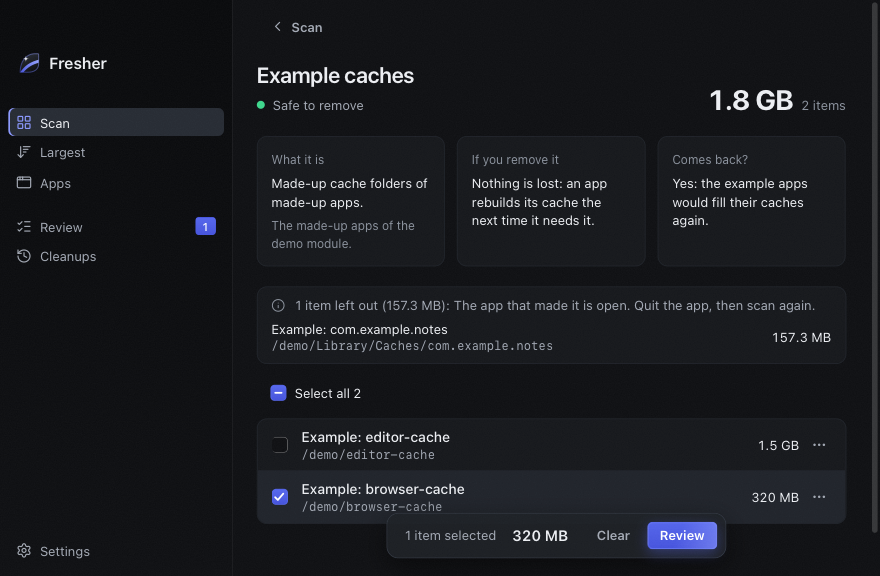 Fresher
Scan
Largest
Apps
Review
1
Cleanups
Settings
Scan
Example caches
Safe to remove
1.8 GB 2 items
What it is
Made-up cache folders of
made-up apps.
The made-up apps of the
demo module.
If you remove it
Nothing is lost: an app
rebuilds its cache the
next time it needs it.
Comes back?
Yes: the example apps
would fill their caches
again.
1 item left out (157.3 MB): The app that made it is open. Quit the app, then scan again.
Example: com.example.notes
/demo/Library/Caches/com.example.notes
157.3 MB
Select all 2
Example: editor-cache
/demo/editor-cache
1.5 GB
Example: browser-cache
/demo/browser-cache
320 MB
1 item selected 320 MB Clear Review